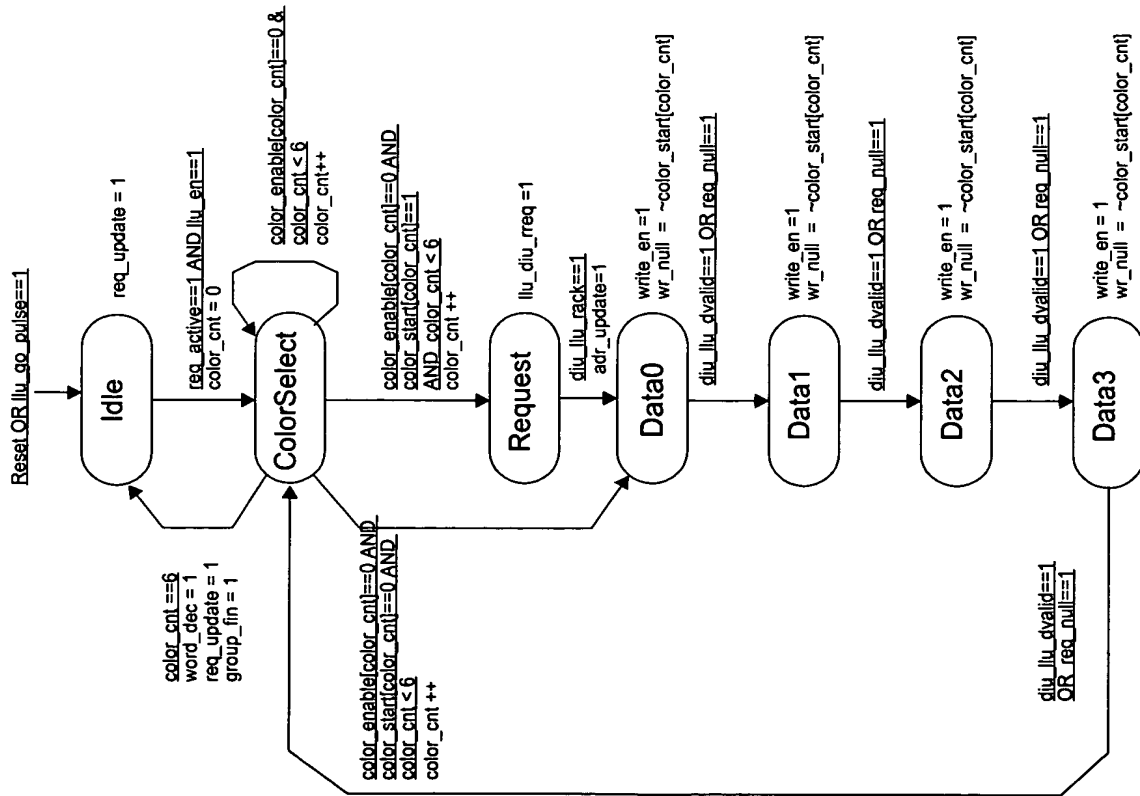 Reset OR llu_go_pulse==1
Idle
req_update = 1
req_active==1 AND llu_en==1
color_cnt = 0
color_cnt ==6
word_dec = 1
req_update = 1
group_fin = 1
ColorSelect
color_enable[color_cnt]==0 &
color_cnt < 6
color_cnt++
color_enable[color_cnt]==0 AND
color_start[color_cnt]==1
AND color_cnt < 6
color_cnt ++
color_enable[color_cnt]==0 AND
color_start[color_cnt]==0 AND
color_cnt < 6
color_cnt ++
Request
llu_diu_rreq =1
diu_llu_rack==1
adr_update=1
Data0
write_en =1
wr_null = ~color_start[color_cnt]
diu_llu_dvalid==1 OR req_null==1
Data1
write_en =1
wr_null = ~color_start[color_cnt]
diu_llu_dvalid==1 OR req_null==1
Data2
write_en =1
wr_null = ~color_start[color_cnt]
diu_llu_dvalid==1 OR req_null==1
Data3
write_en =1
wr_null = ~color_start[color_cnt]
diu_llu_dvalid==1
OR req_null==1